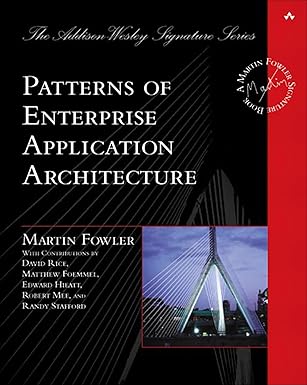 The Addison-Wesley Signature Series
A MARTIN FOWLER SIGNATURE BOOK
Martin
PATTERNS OF
ENTERPRISE
APPLICATION
ARCHITECTURE
MARTIN FOWLER
WITH CONTRIBUTIONS BY
DAVID RICE,
MATTHEW FOEMMEL,
EDWARD HIEATT,
ROBERT MEE, AND
RANDY STAFFORD